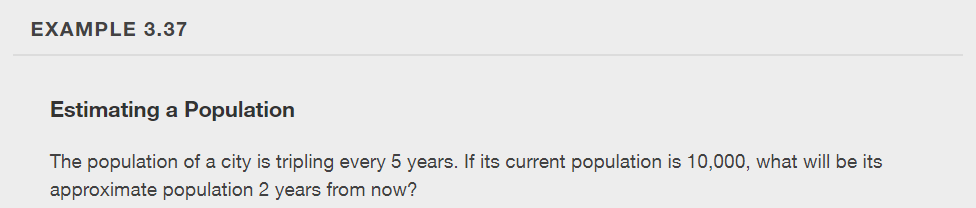 EXAMPLE 3.37
Estimating a Population
The population of a city is tripling every 5 years. If its current population is 10,000, what will be its
approximate population 2 years from now?